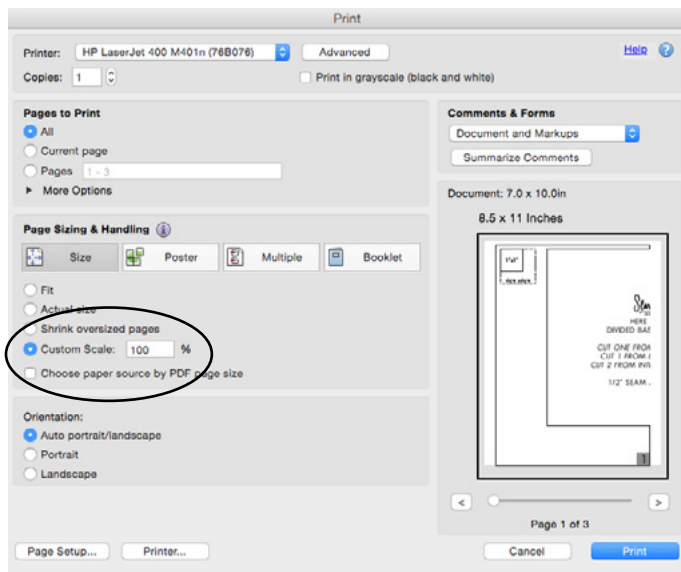 Print
Printer: HP LaserJet 400 M401n (76B076) Advanced Help ?
Copies: 1 Print in grayscale (black and white)
Pages to Print
All
Current page
Pages 1 - 3
More Options
Comments & Forms
Document and Markups
Summarize Comments
Page Sizing & Handling i
Size Poster Multiple Booklet
Fit
Actual size
Shrink oversized pages
Custom Scale: 100 %
Choose paper source by PDF page size
Orientation:
Auto portrait/landscape
Portrait
Landscape
Document: 7.0 x 10.0in
8.5 x 11 Inches
HERE
DIVIDED BAS
CUT ONE FROM
CUT 1 FROM I
CUT 2 FROM INT
1/2" SEAM
1
< >
Page 1 of 3
Page Setup... Printer... Cancel Print